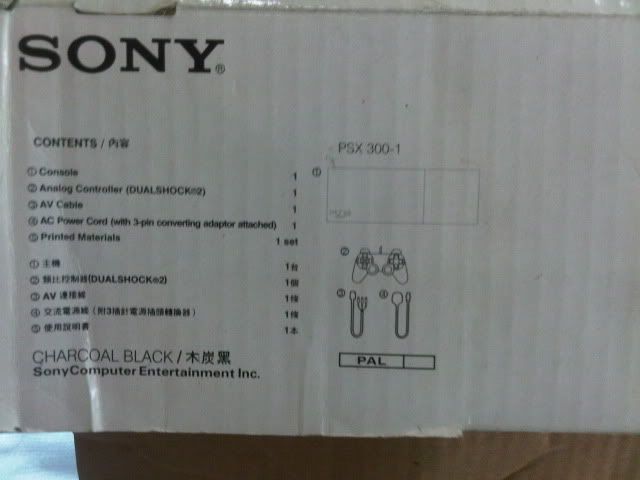 SONY®
CONTENTS / 內容
① Console 1
② Analog Controller (DUALSHOCK®2) 1
③ AV Cable 1
④ AC Power Cord (with 3-pin converting adaptor attached) 1
⑤ Printed Materials 1 set
① 主機 1台
② 類比控制器(DUALSHOCK®2) 1個
③ AV 連接線 1條
④ 交流電源線（附3插針電源插頭轉換器） 1條
⑤ 使用說明書 1本
CHARCOAL BLACK / 木炭黑
SonyComputer Entertainment Inc.
PSX 300-1
①
②
③ ④
PAL